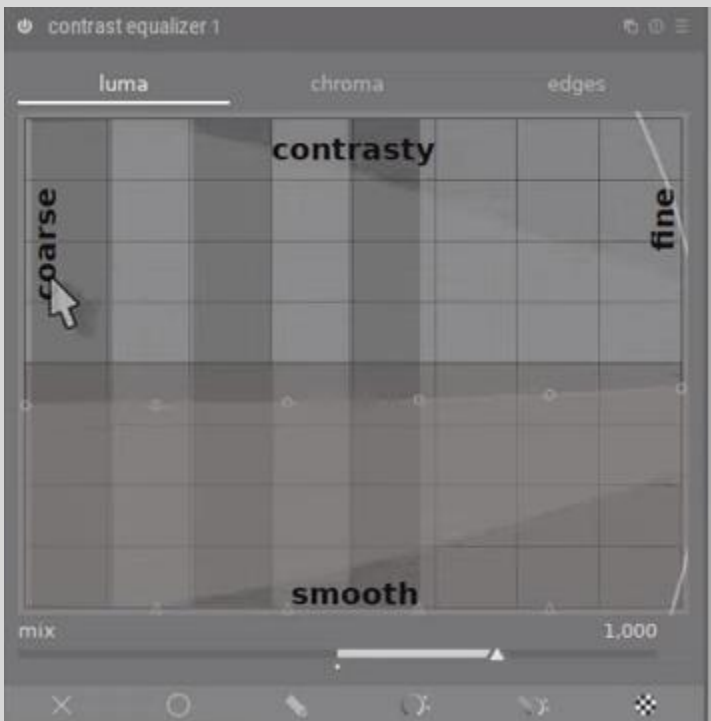 contrast equalizer 1
luma chroma edges
contrasty
coarse
fine
smooth
mix 1,000